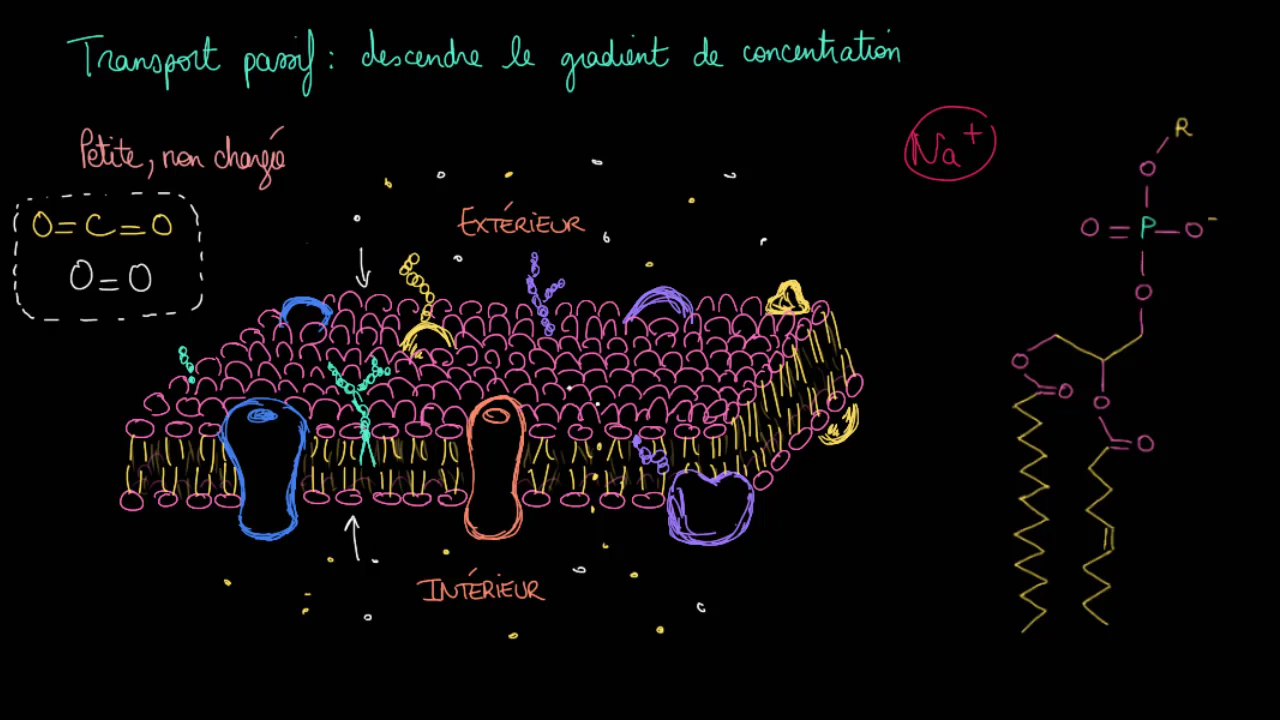 Transport passif : descendre le gradient de concentration
Petite, non chargée
O=C=O
O=O
EXTÉRIEUR
INTÉRIEUR
Na+
R
O
O=P-O-
O
O
O
O
O